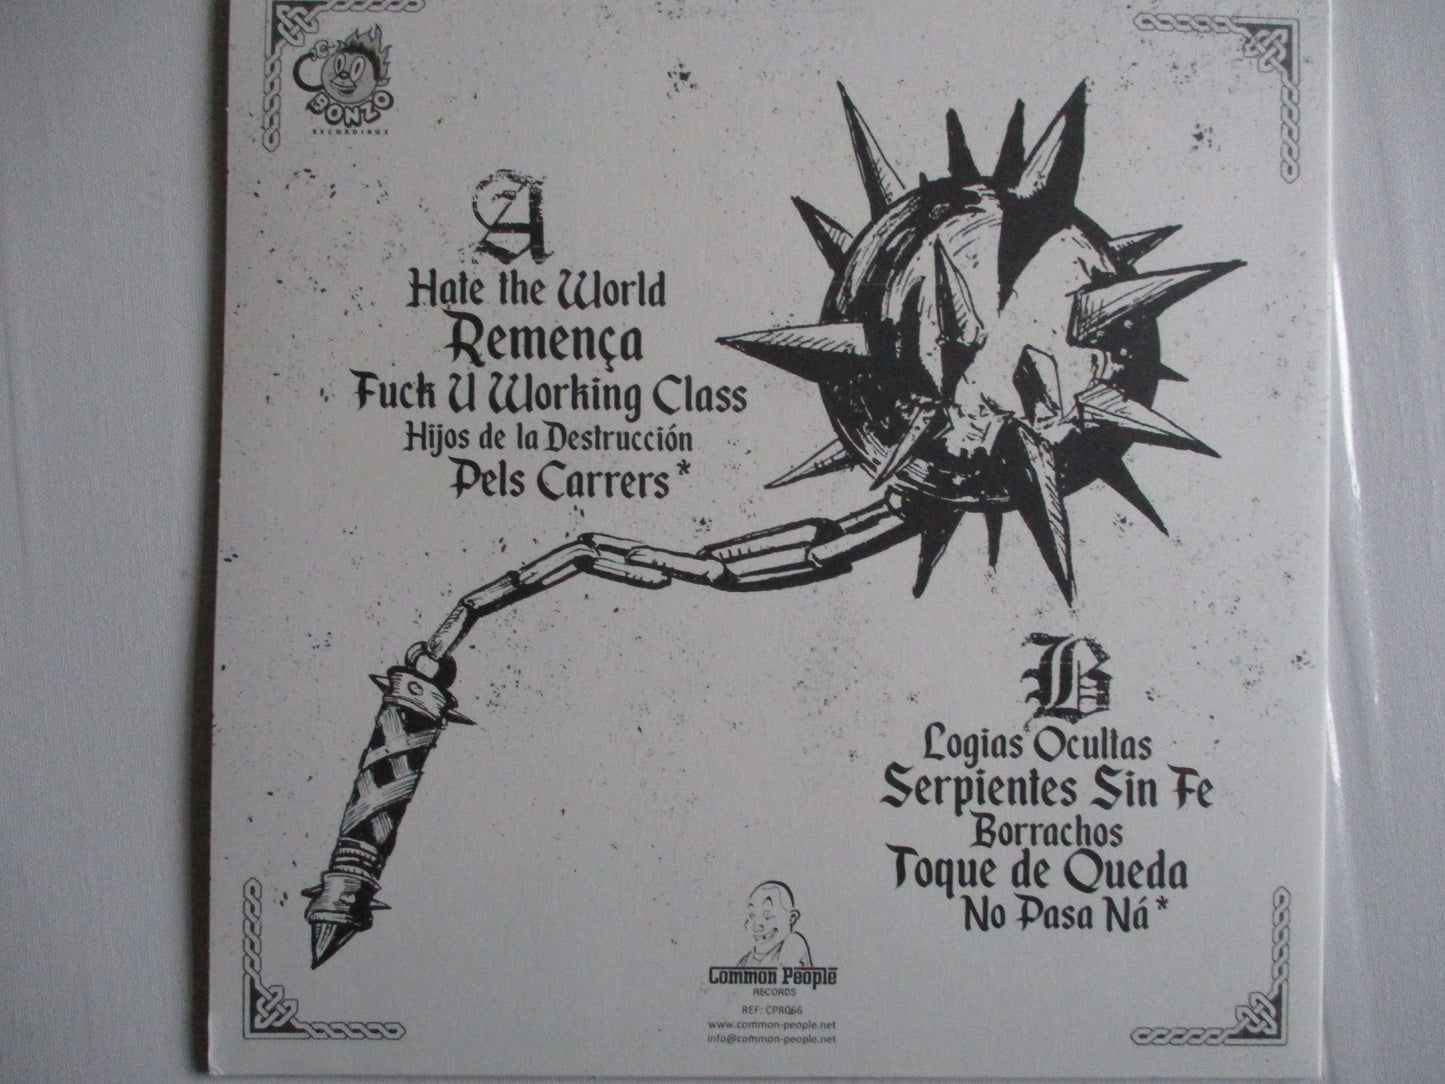 BONZO
RECORDINGS
A
Hate the World
Remença
Fuck U Working Class
Hijos de la Destrucción
Pels Carrers*
B
Logias Ocultas
Serpientes Sin Fe
Borrachos
Toque de Queda
No Pasa Ná*
Common People
RECORDS
REF: CPR066
www.common-people.net
info@common-people.net